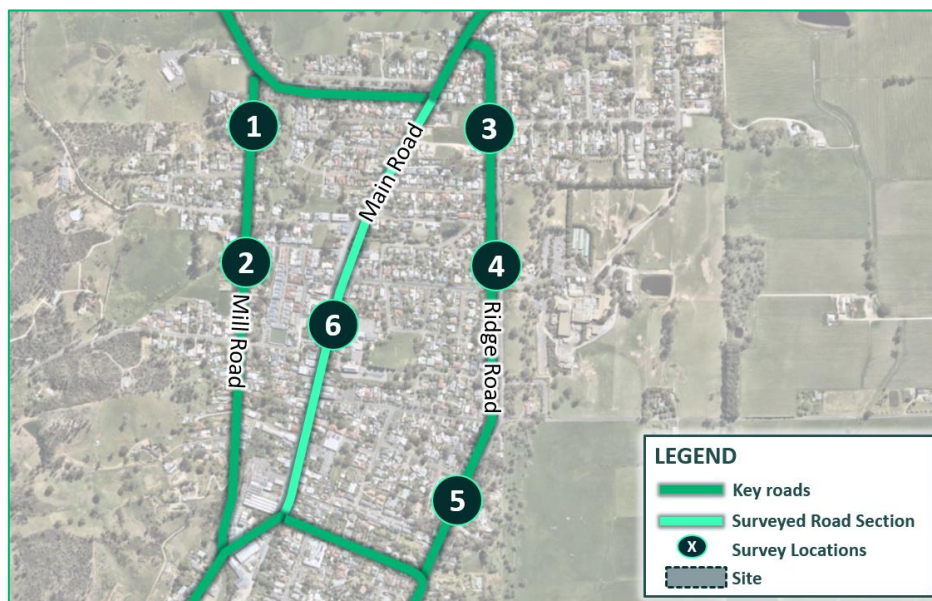 1
3
Main Road
2
4
Mill Road
6
Ridge Road
5
LEGEND
Key roads
Surveyed Road Section
X
Survey Locations
Site